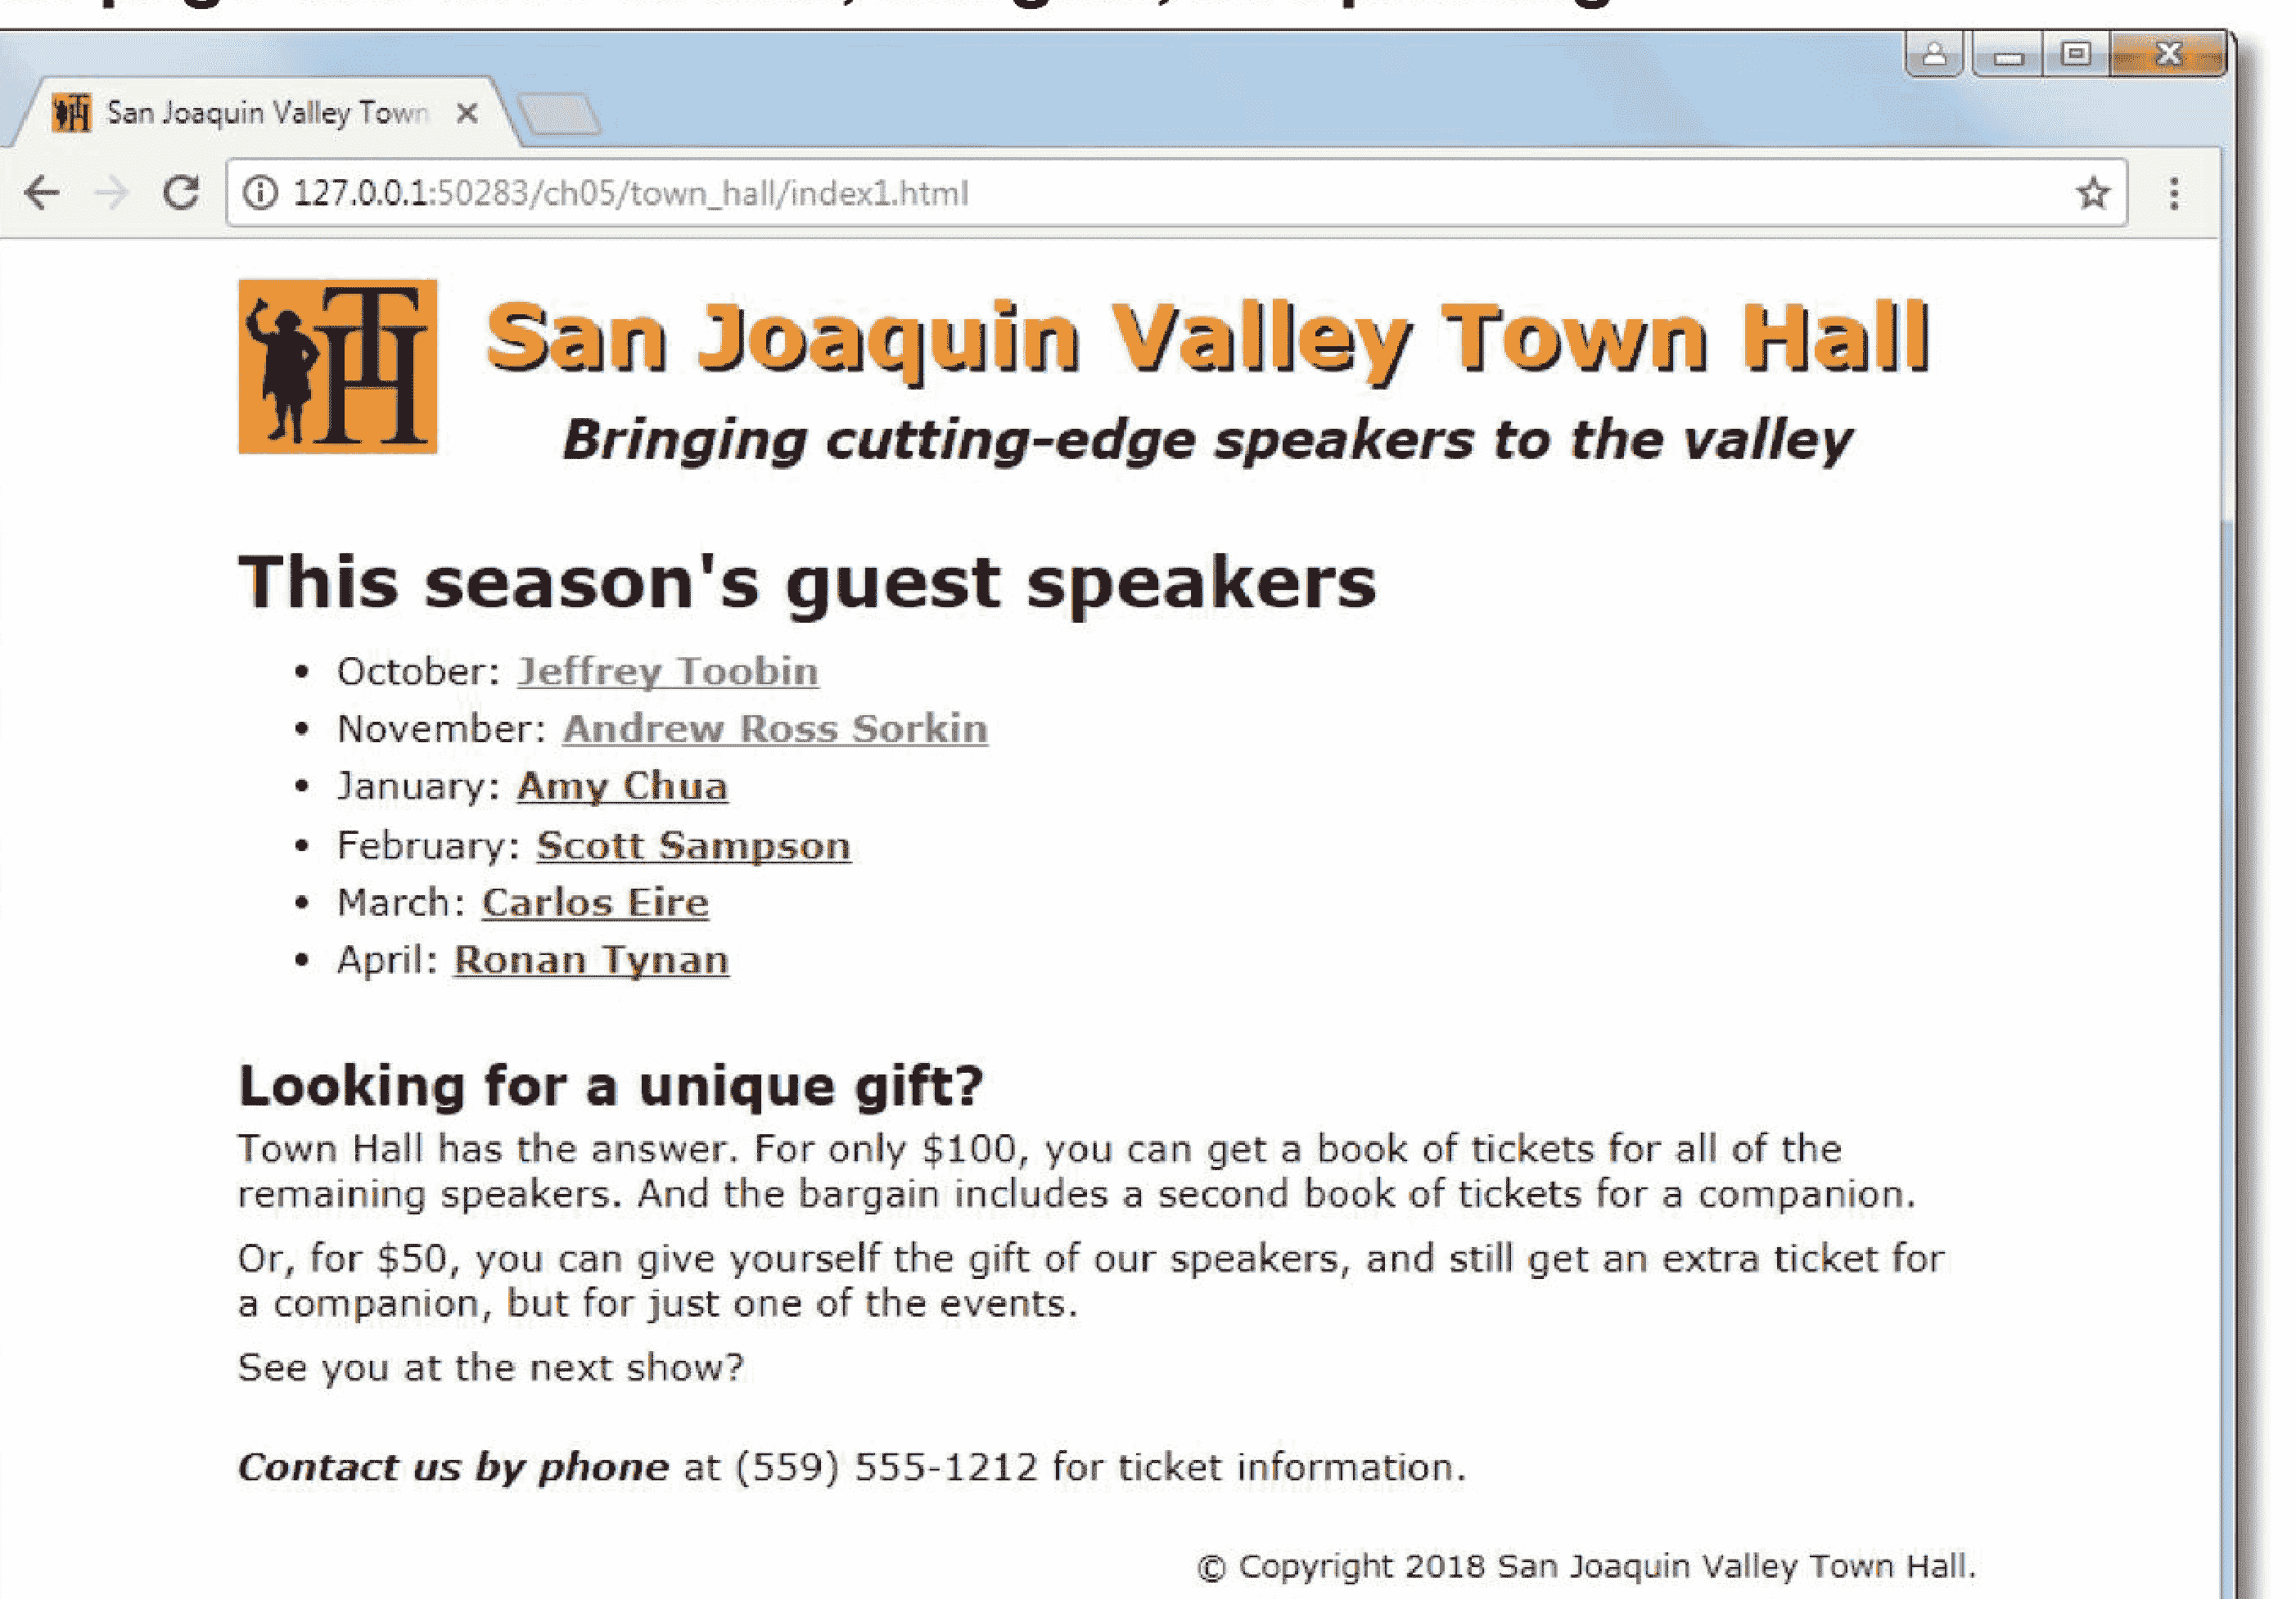 San Joaquin Valley Town
127.0.0.1:50283/ch05/town_hall/index1.html
TH
San Joaquin Valley Town Hall
Bringing cutting-edge speakers to the valley
This season's guest speakers
• October: Jeffrey Toobin
• November: Andrew Ross Sorkin
• January: Amy Chua
• February: Scott Sampson
• March: Carlos Eire
• April: Ronan Tynan
Looking for a unique gift?
Town Hall has the answer. For only $100, you can get a book of tickets for all of the
remaining speakers. And the bargain includes a second book of tickets for a companion.
Or, for $50, you can give yourself the gift of our speakers, and still get an extra ticket for
a companion, but for just one of the events.
See you at the next show?
Contact us by phone at (559) 555-1212 for ticket information.
© Copyright 2018 San Joaquin Valley Town Hall.